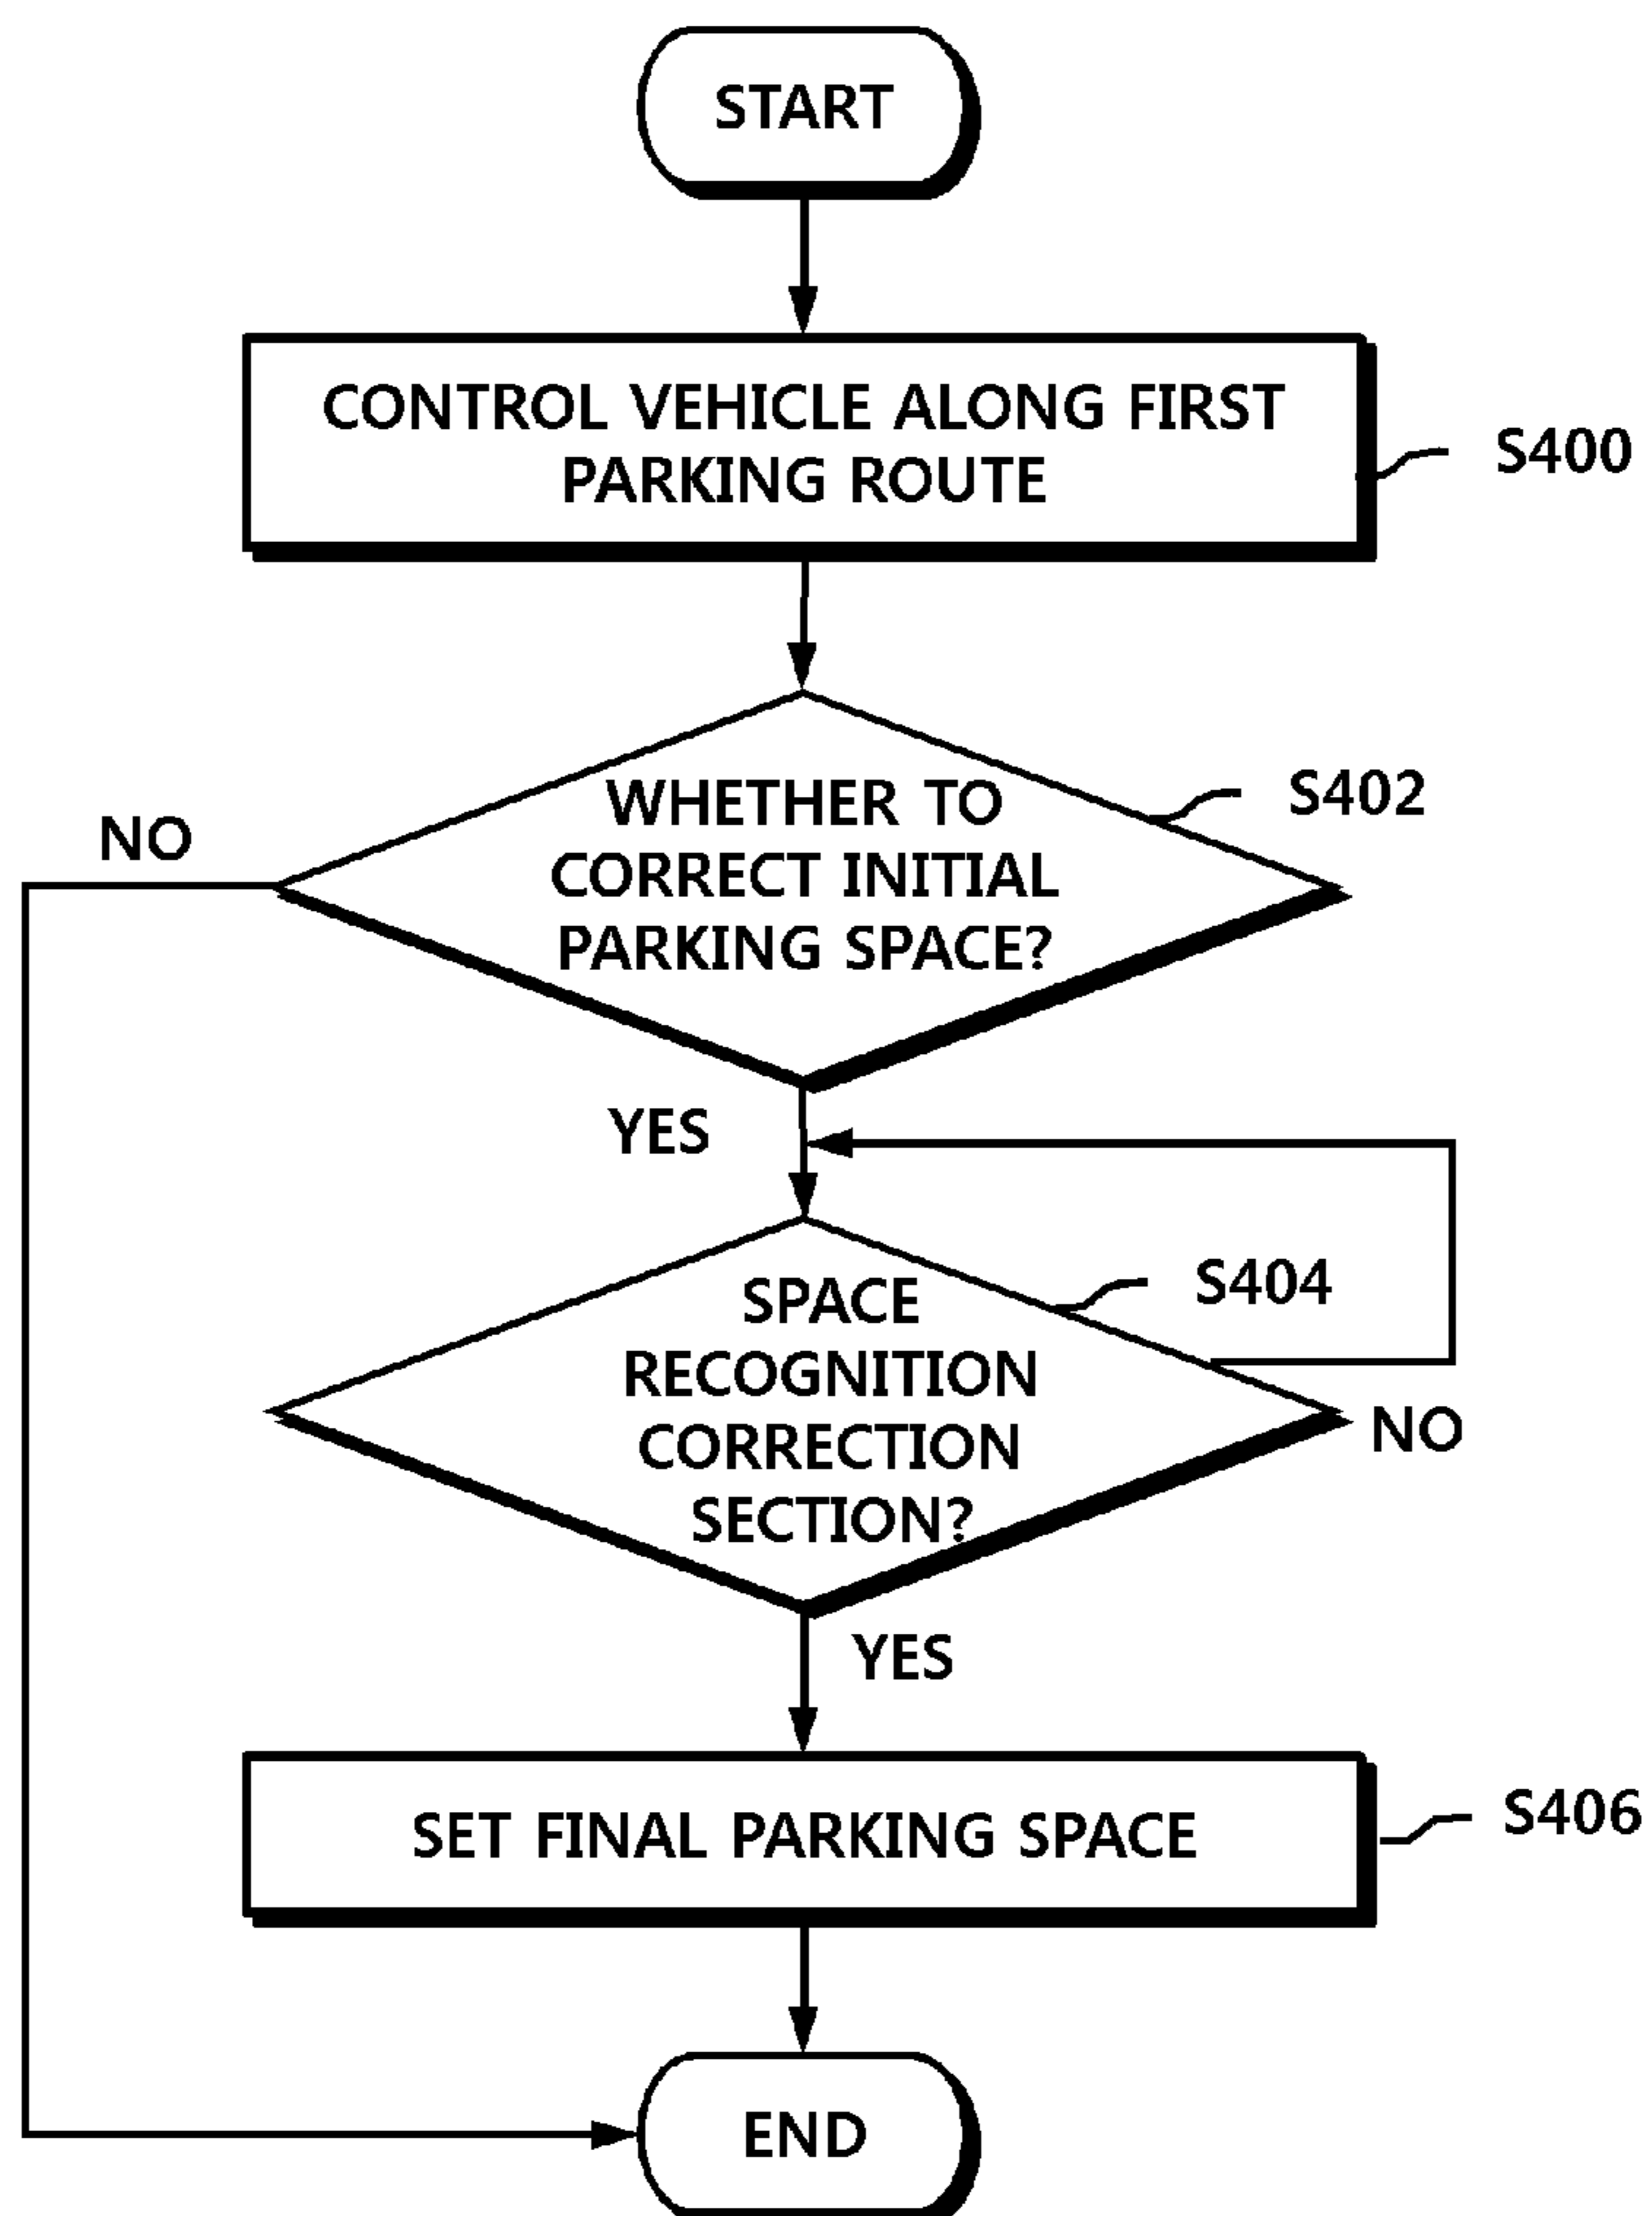 START
CONTROL VEHICLE ALONG FIRST
PARKING ROUTE
S400
WHETHER TO
CORRECT INITIAL
PARKING SPACE?
S402
NO
YES
SPACE
RECOGNITION
CORRECTION
SECTION?
S404
NO
YES
SET FINAL PARKING SPACE
S406
END